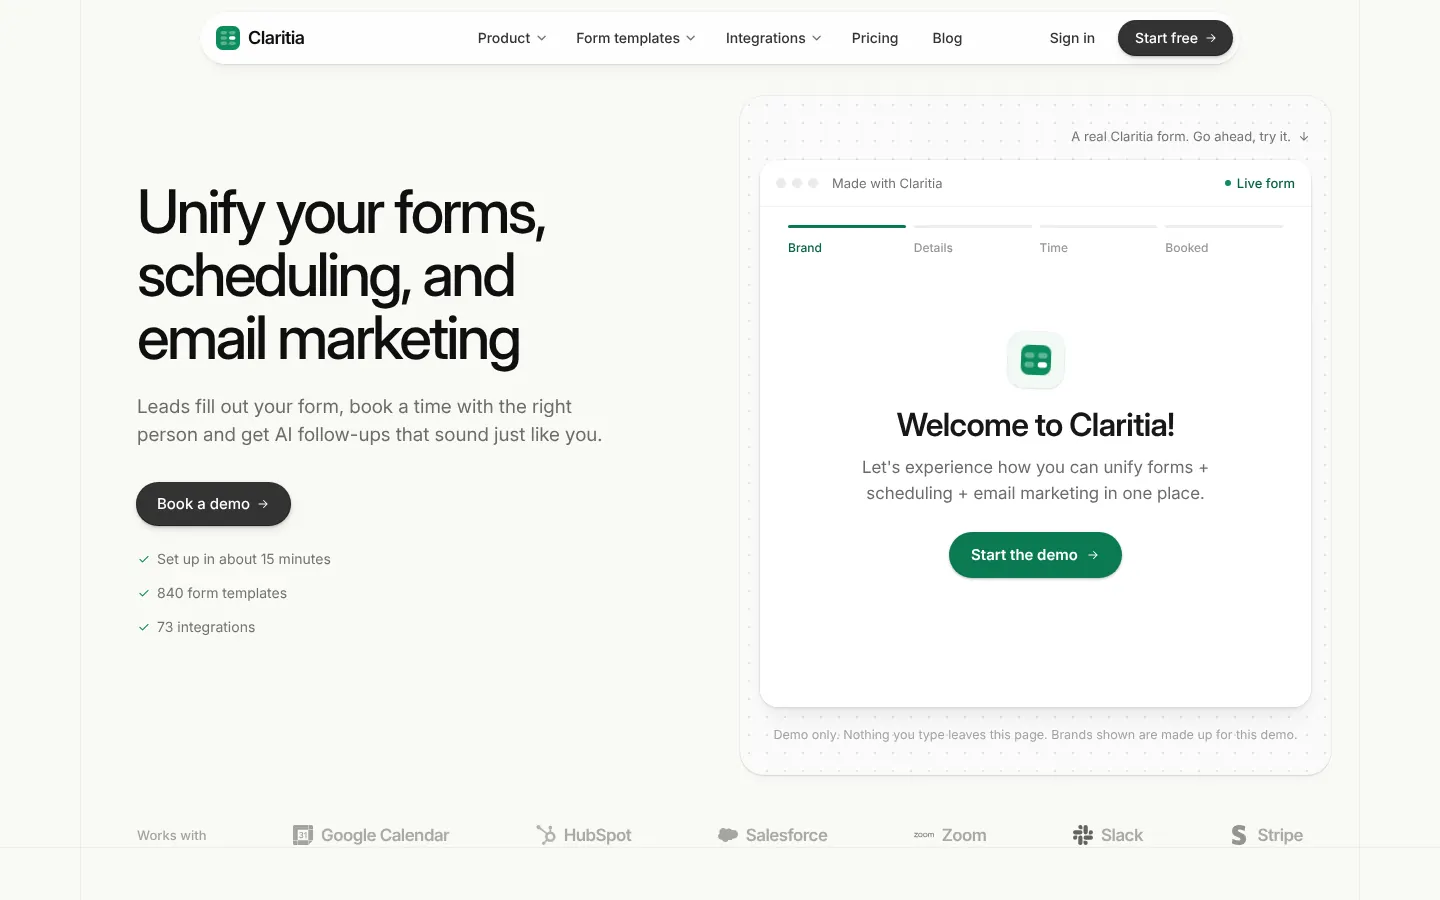 Claritia
Product
Form templates
Integrations
Pricing
Blog
Sign in
Start free →
Unify your forms,
scheduling, and
email marketing
Leads fill out your form, book a time with the right
person and get AI follow-ups that sound just like you.
Book a demo →
Set up in about 15 minutes
840 form templates
73 integrations
A real Claritia form. Go ahead, try it. ↓
Made with Claritia
Live form
Brand
Details
Time
Booked
Welcome to Claritia!
Let's experience how you can unify forms +
scheduling + email marketing in one place.
Start the demo →
Demo only. Nothing you type leaves this page. Brands shown are made up for this demo.
Works with
31
Google Calendar
HubSpot
Salesforce
zoom
Zoom
Slack
Stripe